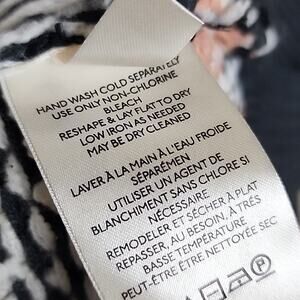 HAND WASH COLD SEPARATELY
USE ONLY NON-CHLORINE
BLEACH
RESHAPE & LAY FLAT TO DRY
LOW IRON AS NEEDED
MAY BE DRY CLEANED
LAVER À LA MAIN À L'EAU FROIDE
SÉPARÉMEN
UTILISER UN AGENT DE
BLANCHIMENT SANS CHLORE SI
NÉCESSAIRE
REMODELER ET SÉCHER À PLAT
REPASSER, AU BESOIN, À TRÈS
BASSE TEMPÉRATURE
PEUT-ÊTRE NETTOYÉE SEC